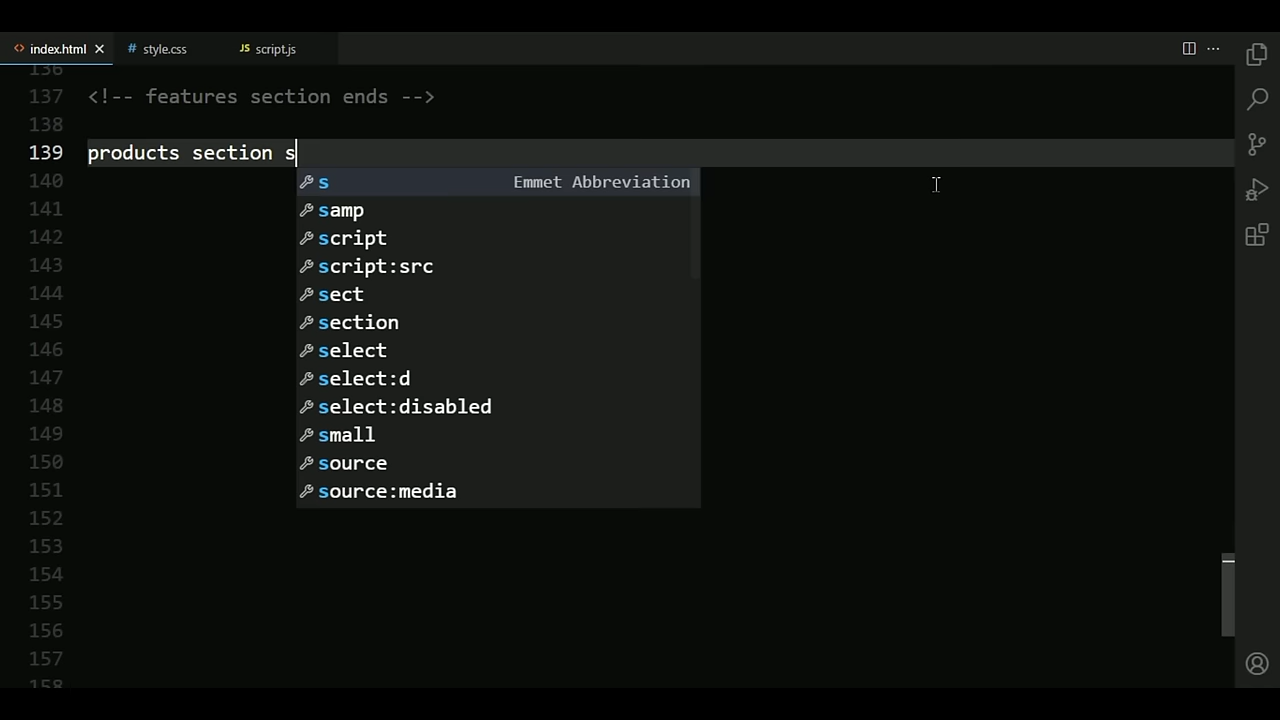 index.html
style.css
script.js
136
137 <!-- features section ends -->
138
139 products section s
140 s Emmet Abbreviation
141 samp
142 script
143 script:src
144 sect
145 section
146 select
147 select:d
148 select:disabled
149 small
150 source
151 source:media
152
153
154
155
156
157
158